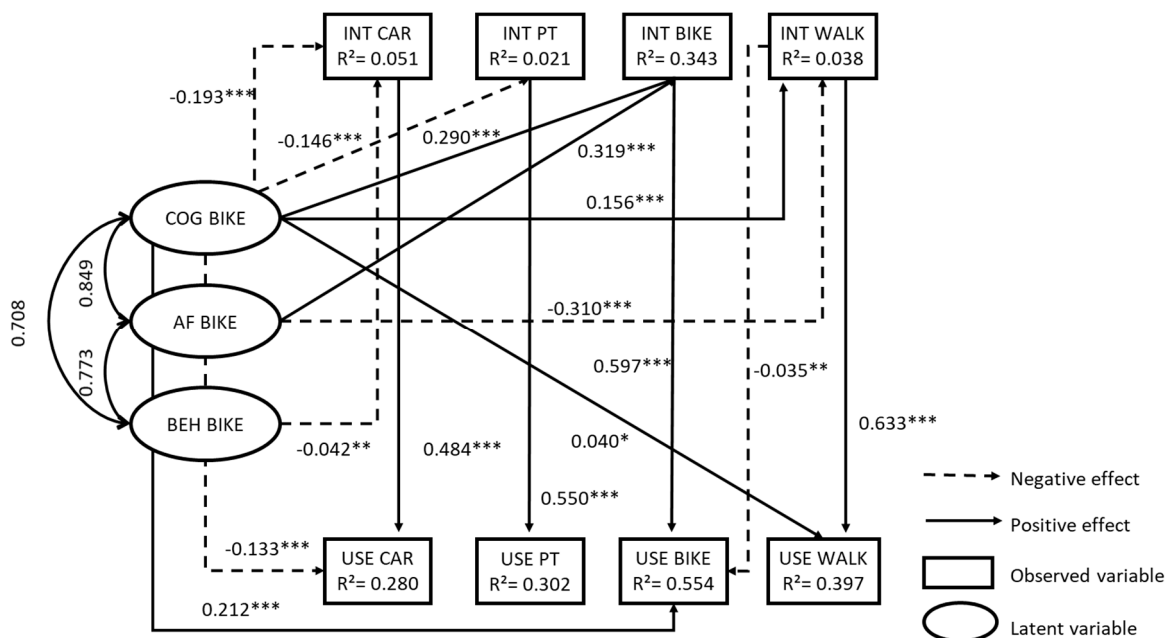 INT CAR
R²= 0.051
INT PT
R²= 0.021
INT BIKE
R²= 0.343
INT WALK
R²= 0.038
-0.193***
-0.146***
0.290***
0.319***
0.156***
COG BIKE
0.849
0.708
AF BIKE
-0.310***
0.773
0.597***
-0.035**
BEH BIKE
-0.042**
0.484***
0.040*
0.633***
0.550***
-0.133***
0.212***
USE CAR
R²= 0.280
USE PT
R²= 0.302
USE BIKE
R²= 0.554
USE WALK
R²= 0.397
Negative effect
Positive effect
Observed variable
Latent variable